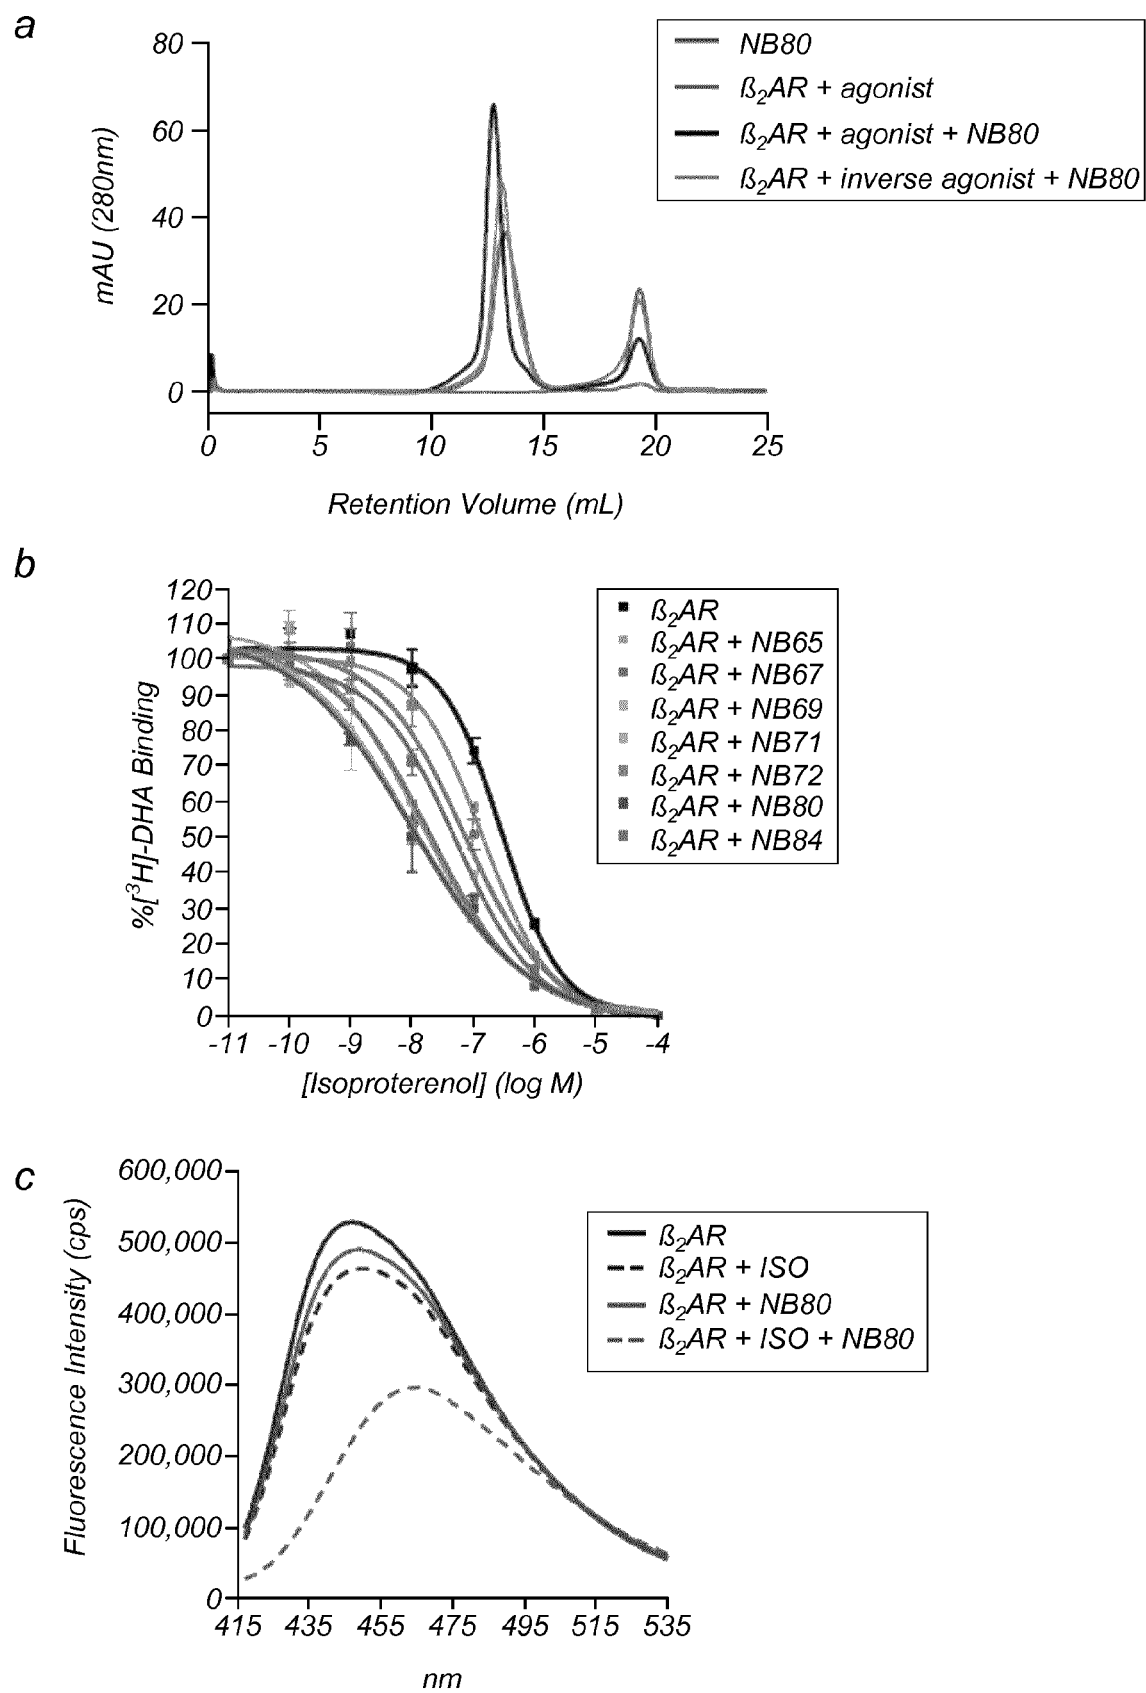 a
80
60
40
20
0
mAU (280nm)
0 5 10 15 20 25
Retention Volume (mL)
NB80
ß₂AR + agonist
ß₂AR + agonist + NB80
ß₂AR + inverse agonist + NB80
b
120
110
100
90
80
70
60
50
40
30
20
10
0
%[³H]-DHA Binding
-11 -10 -9 -8 -7 -6 -5 -4
[Isoproterenol] (log M)
ß₂AR
ß₂AR + NB65
ß₂AR + NB67
ß₂AR + NB69
ß₂AR + NB71
ß₂AR + NB72
ß₂AR + NB80
ß₂AR + NB84
c
600,000
500,000
400,000
300,000
200,000
100,000
0
Fluorescence Intensity (cps)
415 435 455 475 495 515 535
nm
ß₂AR
ß₂AR + ISO
ß₂AR + NB80
ß₂AR + ISO + NB80